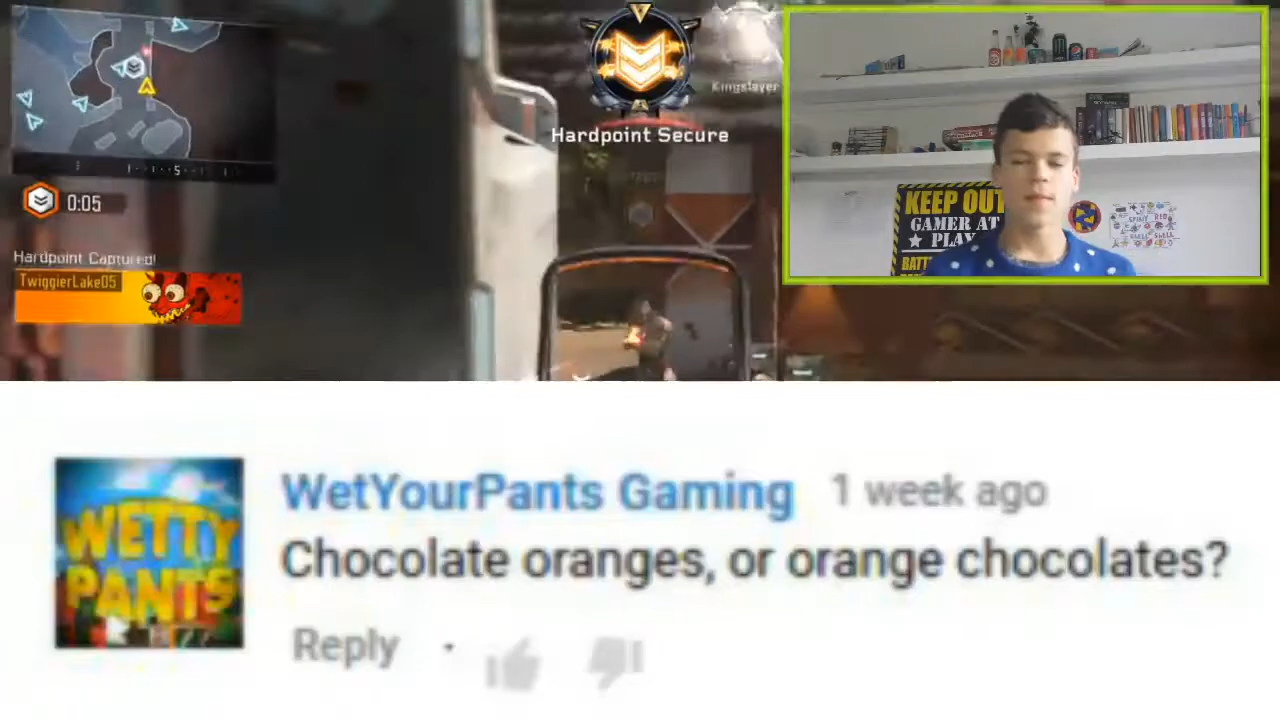 Hardpoint Secure
Kingslayer
0:05
Hardpoint Captured!
TwiggierLake05
KEEP OUT
GAMER AT
PLAY
WETTY
PANTS
WetYourPants Gaming 1 week ago
Chocolate oranges, or orange chocolates?
Reply